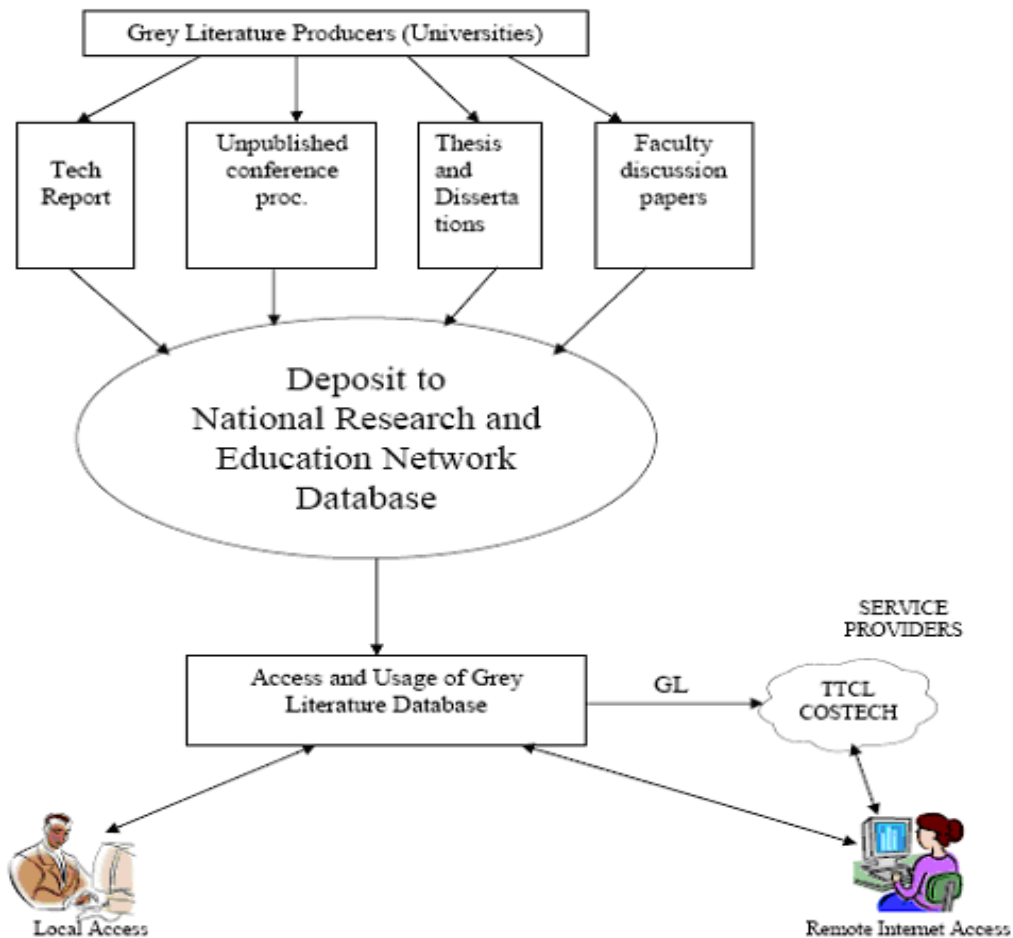 Grey Literature Producers (Universities)
Tech
Report
Unpublished
conference
proc.
Thesis
and
Disserta
tions
Faculty
discussion
papers
Deposit to
National Research and
Education Network
Database
SERVICE
PROVIDERS
Access and Usage of Grey
Literature Database
GL
TTCL
COSTECH
Local Access
Remote Internet Access